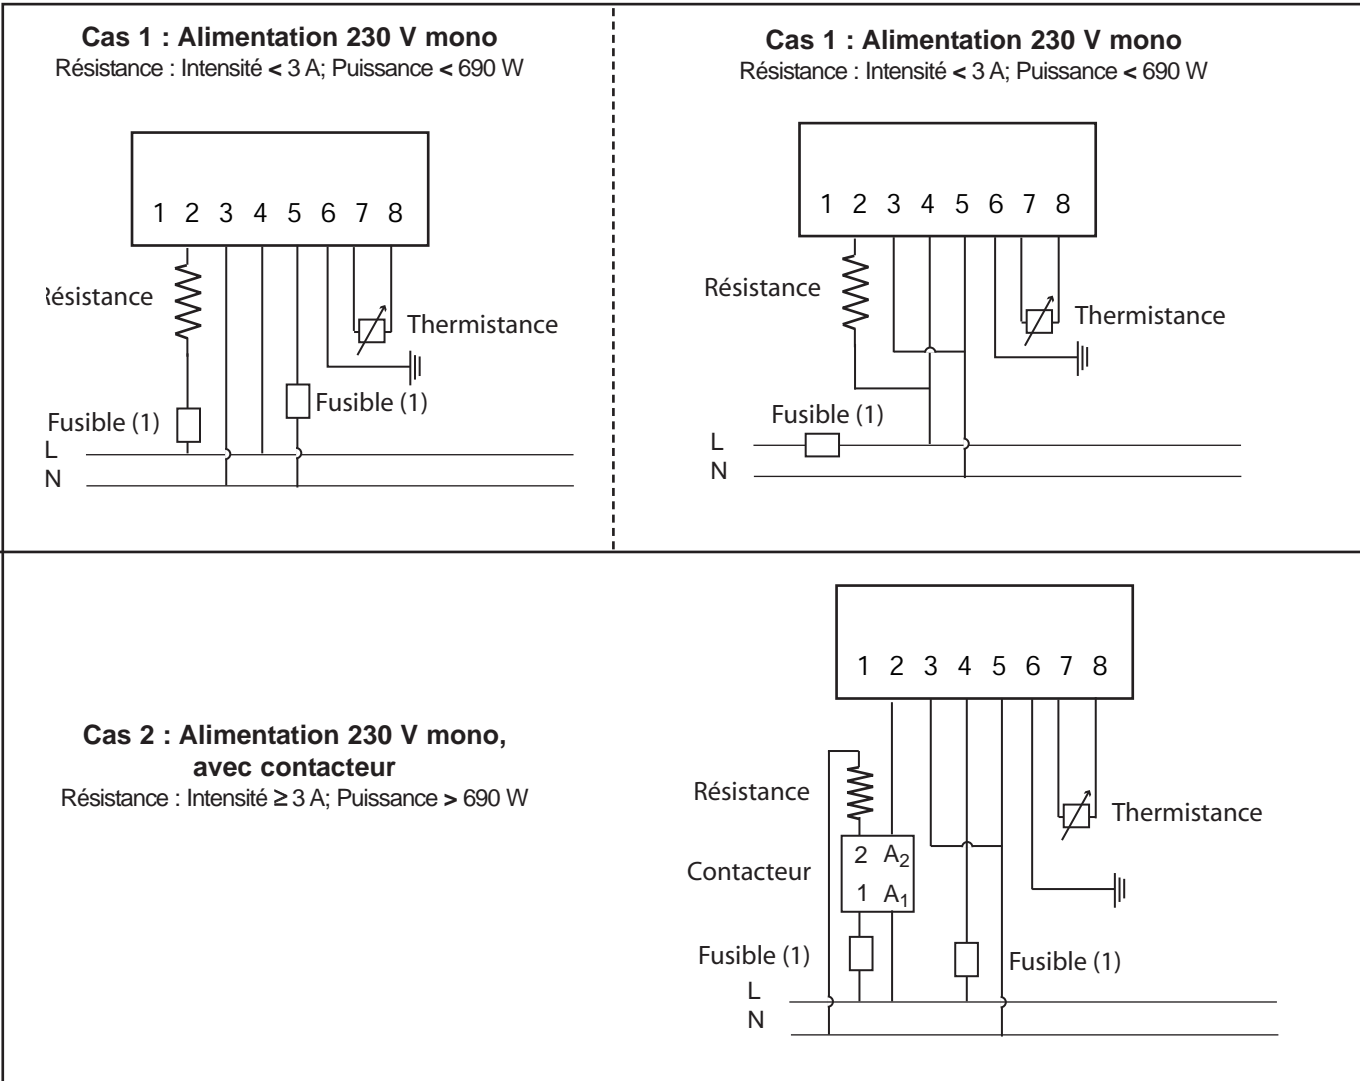 Cas 1 : Alimentation 230 V mono
Résistance : Intensité < 3 A; Puissance < 690 W
1 2 3 4 5 6 7 8
Résistance
Thermistance
Fusible (1)
Fusible (1)
L
N
Cas 1 : Alimentation 230 V mono
Résistance : Intensité < 3 A; Puissance < 690 W
1 2 3 4 5 6 7 8
Résistance
Thermistance
Fusible (1)
L
N
Cas 2 : Alimentation 230 V mono,
avec contacteur
Résistance : Intensité ≥ 3 A; Puissance > 690 W
1 2 3 4 5 6 7 8
Résistance
Thermistance
2 A2
Contacteur
1 A1
Fusible (1)
Fusible (1)
L
N